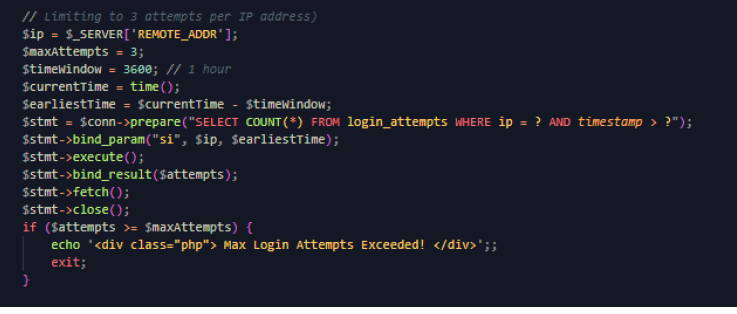 // Limiting to 3 attempts per IP address)
$ip = $_SERVER['REMOTE_ADDR'];
$maxAttempts = 3;
$timeWindow = 3600; // 1 hour
$currentTime = time();
$earliestTime = $currentTime - $timeWindow;
$stmt = $conn->prepare("SELECT COUNT(*) FROM login_attempts WHERE ip = ? AND timestamp > ?");
$stmt->bind_param("si", $ip, $earliestTime);
$stmt->execute();
$stmt->bind_result($attempts);
$stmt->fetch();
$stmt->close();
if ($attempts >= $maxAttempts) {
    echo '<div class="php"> Max Login Attempts Exceeded! </div>';;
    exit;
}